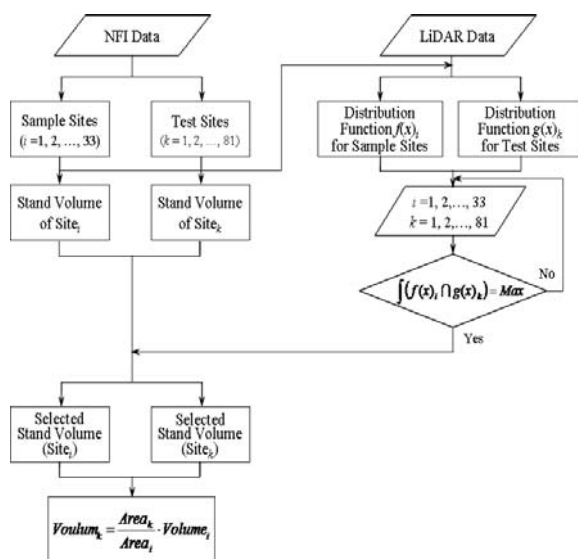 NFI Data
LiDAR Data
Sample Sites
(i =1, 2, ..., 33)
Test Sites
(k = 1, 2, ..., 81)
Distribution
Function f(x)i
for Sample Sites
Distribution
Function g(x)k
for Test Sites
Stand Volume
of Sitei
Stand Volume
of Sitek
i =1, 2,..., 33
k = 1, 2,..., 81
∫(f(x)i ∩ g(x)k) = Max
No
Yes
Selected
Stand Volume
(Sitei)
Selected
Stand Volume
(Sitek)
Voulumk = Areak / Areai · Volumei